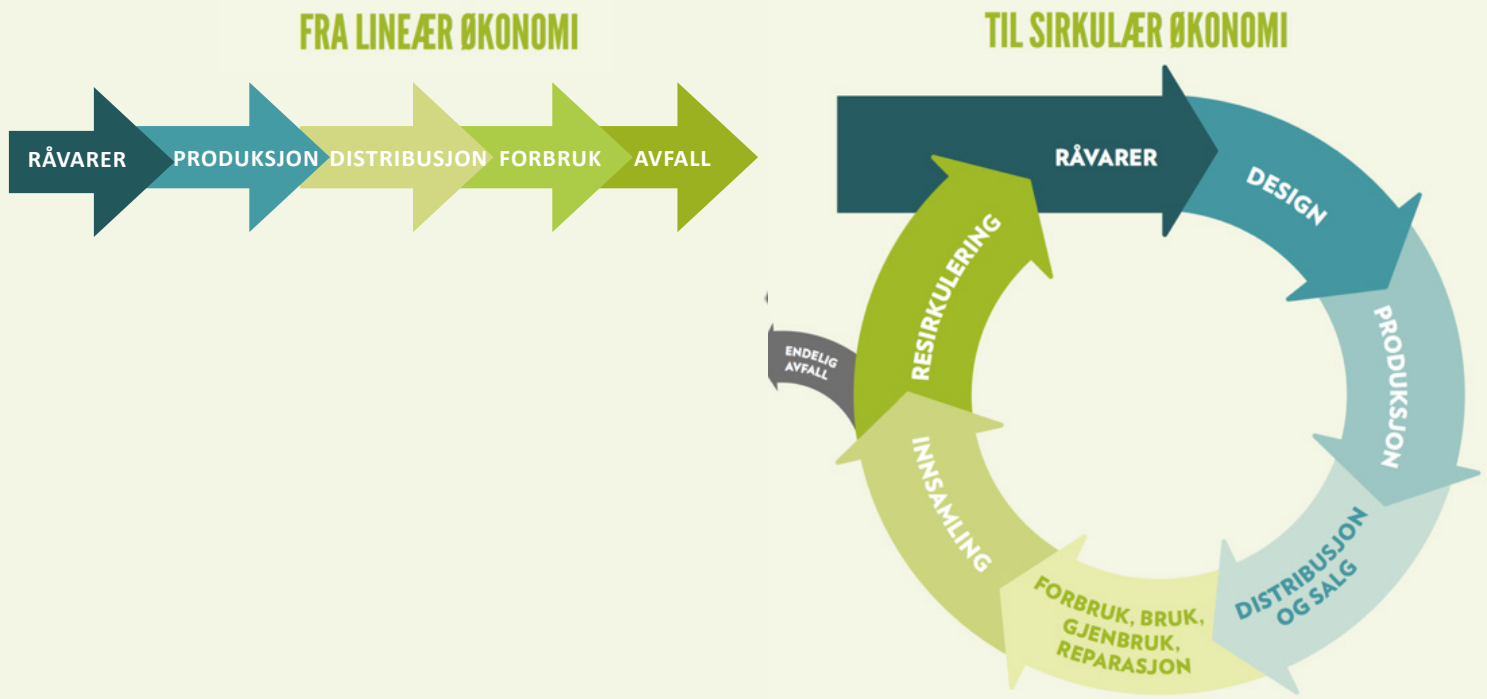 FRA LINEÆR ØKONOMI
RÅVARER
PRODUKSJON
DISTRIBUSJON
FORBRUK
AVFALL
TIL SIRKULÆR ØKONOMI
RÅVARER
DESIGN
PRODUKSJON
DISTRIBUSJON
OG SALG
FORBRUK, BRUK,
GJENBRUK,
REPARASJON
INNSAMLING
RESIRKULERING
ENDELIG
AVFALL